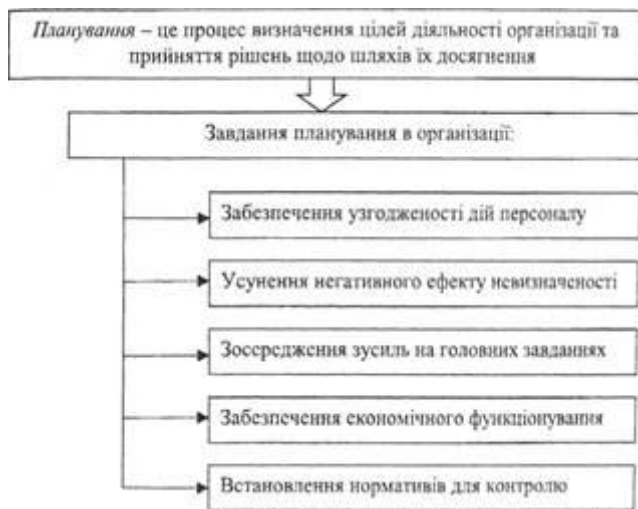 Планування – це процес визначення цілей діяльності організації та
прийняття рішень щодо шляхів їх досягнення
Завдання планування в організації:
Забезпечення узгодженості дій персоналу
Усунення негативного ефекту невизначеності
Зосередження зусиль на головних завданнях
Забезпечення економічного функціонування
Встановлення нормативів для контролю